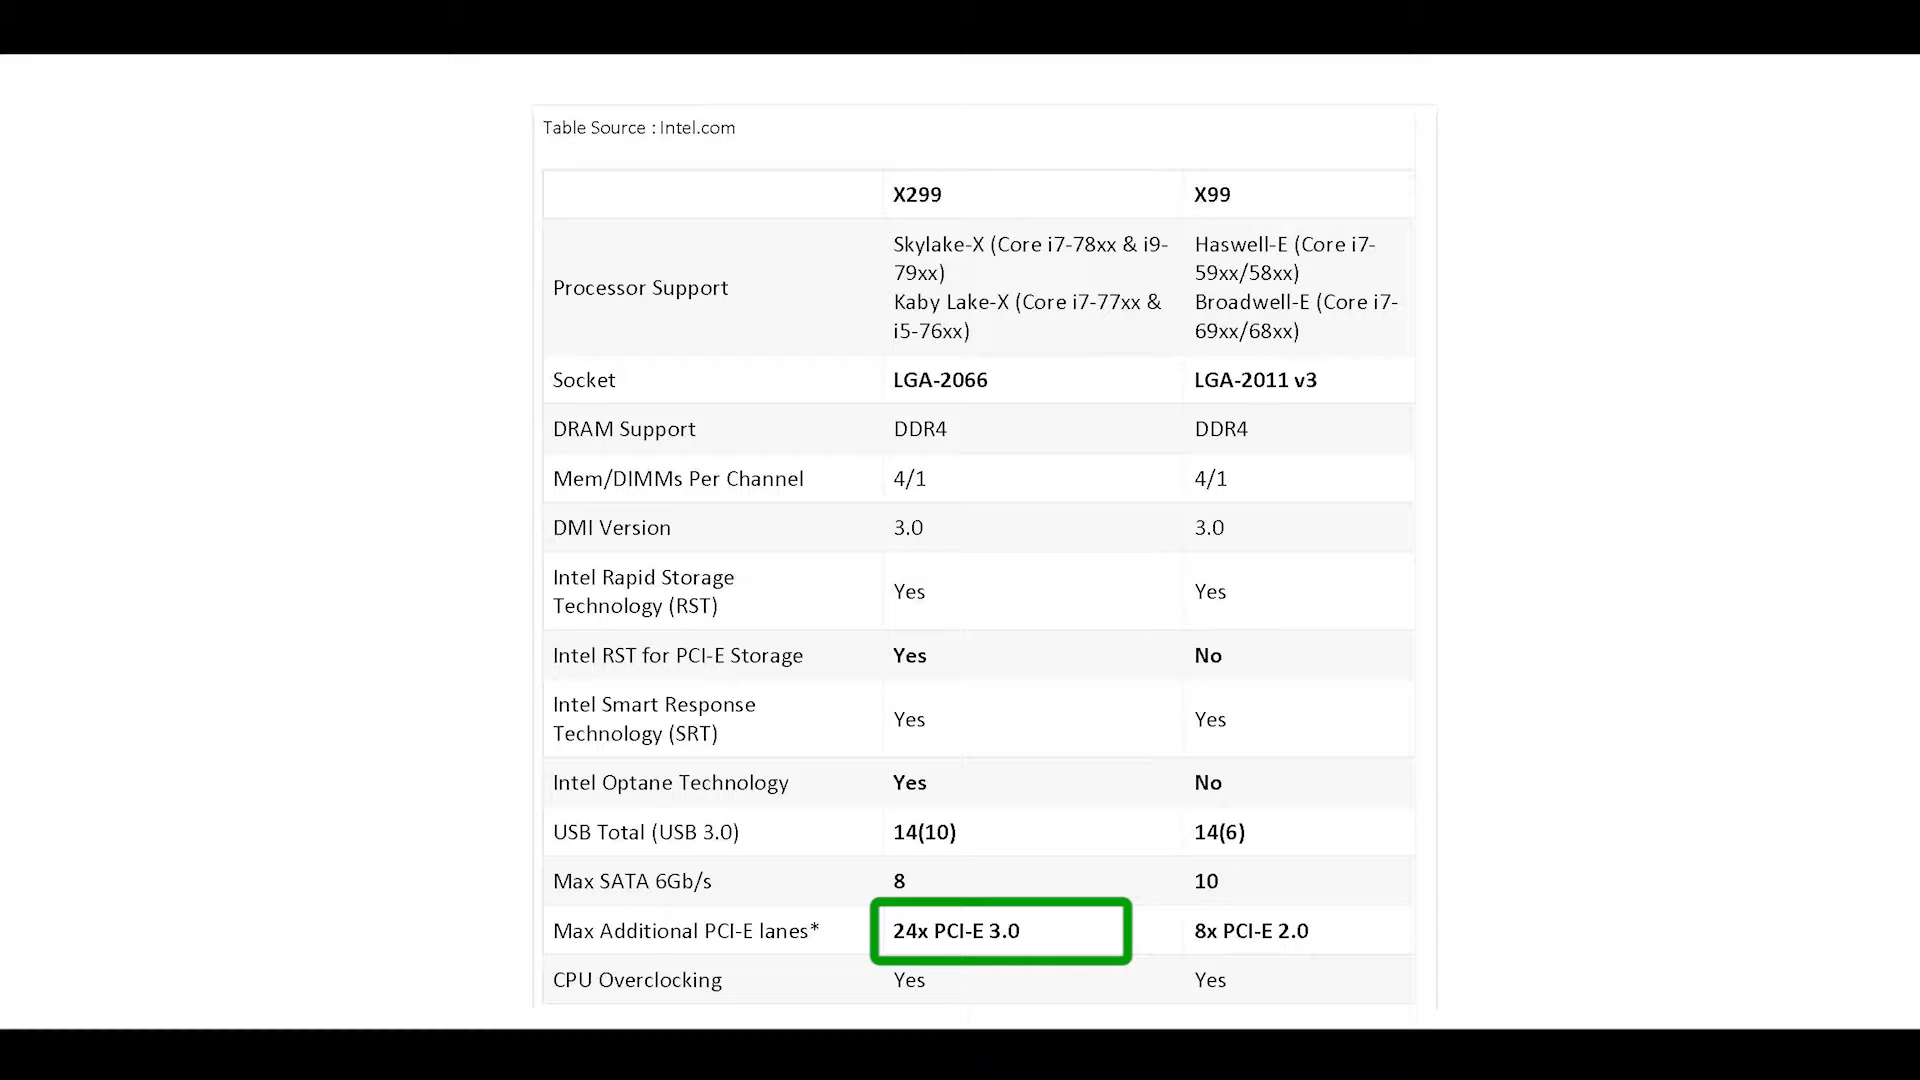 Table Source : Intel.com
X299 X99
Processor Support
Skylake-X (Core i7-78xx & i9-
79xx)
Kaby Lake-X (Core i7-77xx &
i5-76xx)
Haswell-E (Core i7-
59xx/58xx)
Broadwell-E (Core i7-
69xx/68xx)
Socket LGA-2066 LGA-2011 v3
DRAM Support DDR4 DDR4
Mem/DIMMs Per Channel 4/1 4/1
DMI Version 3.0 3.0
Intel Rapid Storage
Technology (RST)
Yes Yes
Intel RST for PCI-E Storage Yes No
Intel Smart Response
Technology (SRT)
Yes Yes
Intel Optane Technology Yes No
USB Total (USB 3.0) 14(10) 14(6)
Max SATA 6Gb/s 8 10
Max Additional PCI-E lanes* 24x PCI-E 3.0 8x PCI-E 2.0
CPU Overclocking Yes Yes